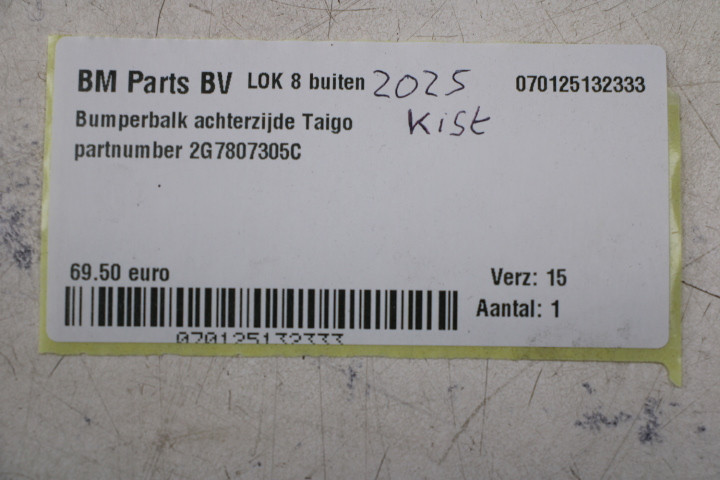 BM Parts BV LOK 8 buiten 2025 070125132333
Bumperbalk achterzijde Taigo Kist
partnumber 2G7807305C
69.50 euro Verz: 15
Aantal: 1
070125132333